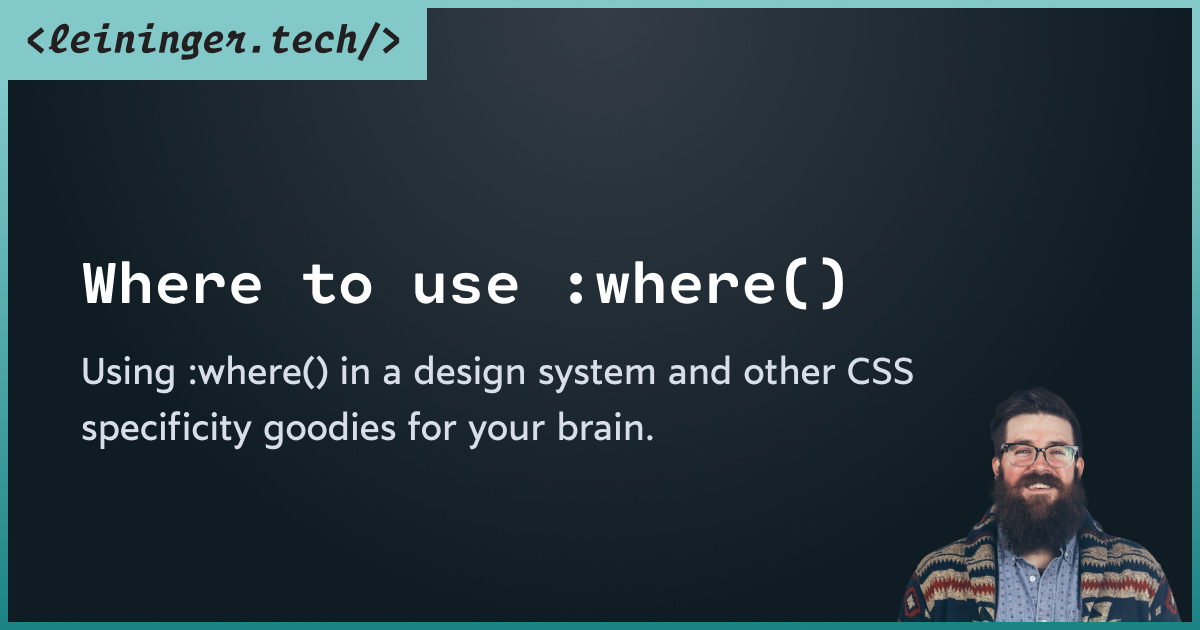 <leininger.tech/>
Where to use :where()
Using :where() in a design system and other CSS
specificity goodies for your brain.